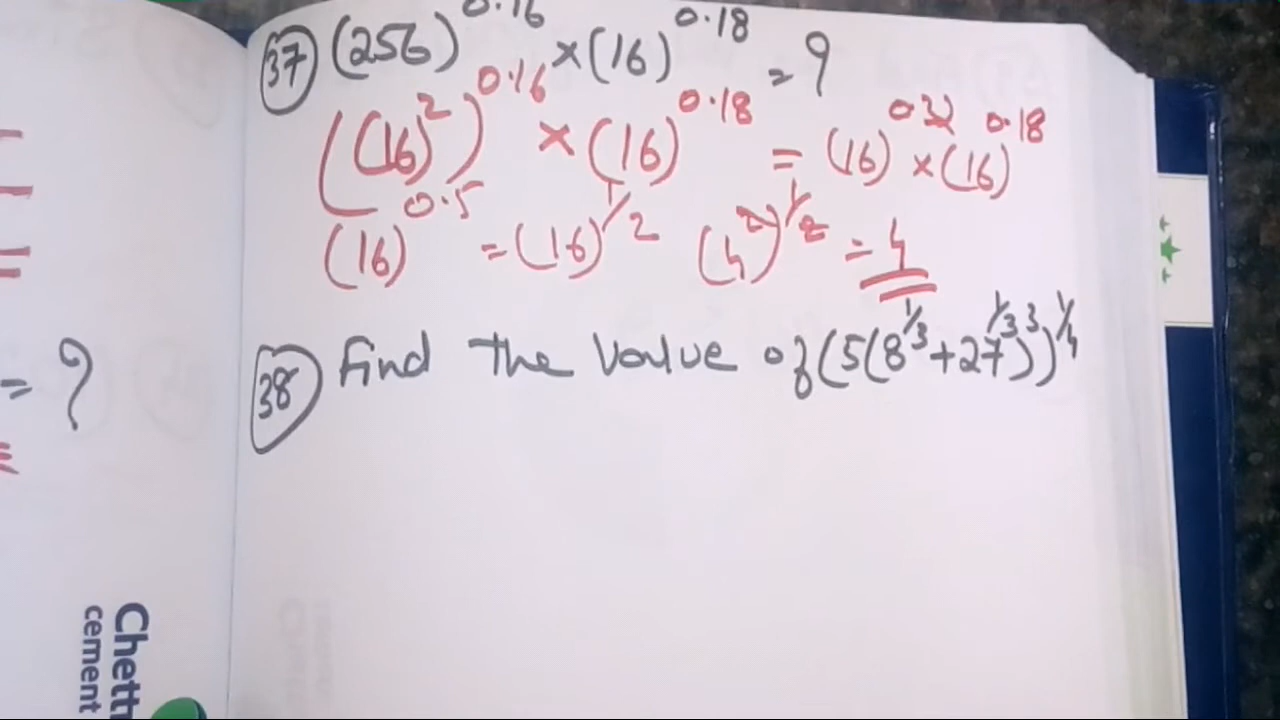 (37) (256)^0.16 × (16)^0.18 = ?
((16)^2)^0.16 × (16)^0.18 = (16)^0.32 × (16)^0.18
(16)^0.5 = (16)^1/2 (4^2)^1/2 = 4
(38) Find the value of (5(8^1/3 + 27^1/3)^3)^1/4
= ?
Chett
cement